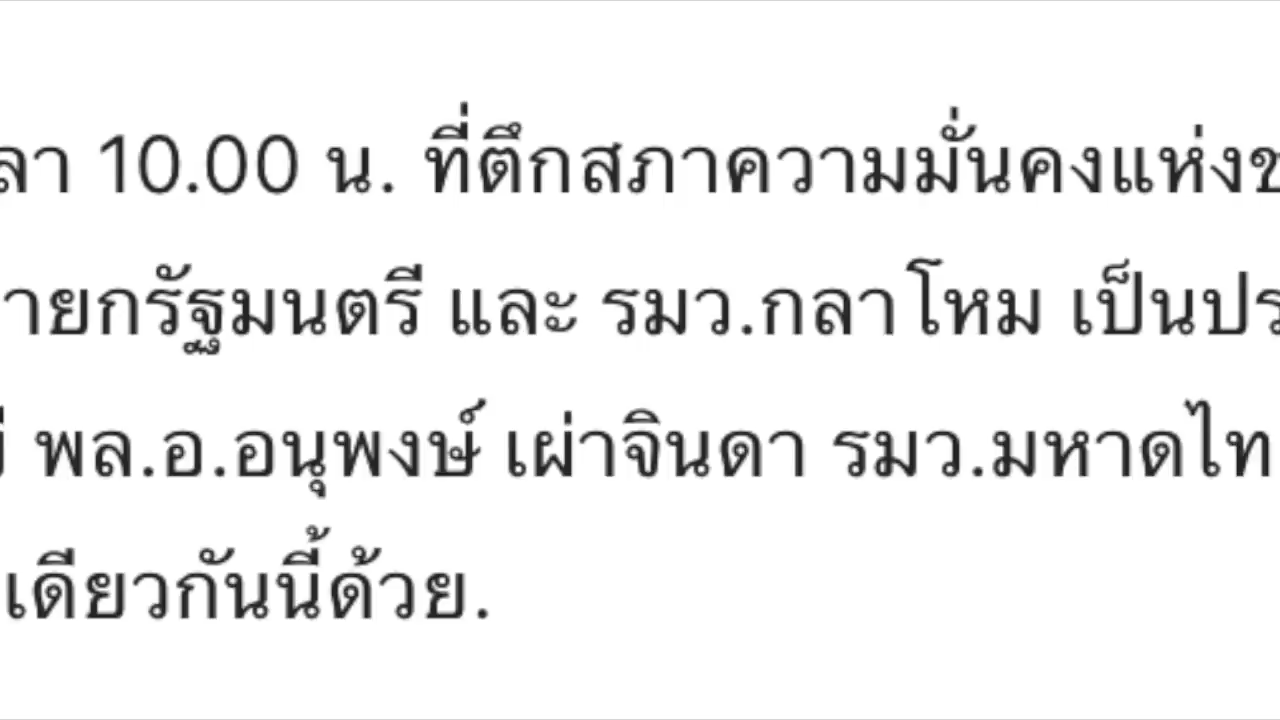 ลา 10.00 น. ที่ตึกสภาความมั่นคงแห่งช
ายกรัฐมนตรี และ รมว.กลาโหม เป็นปร
พล.อ.อนุพงษ์ เผ่าจินดา รมว.มหาดไท
เดียวกันนี้ด้วย.